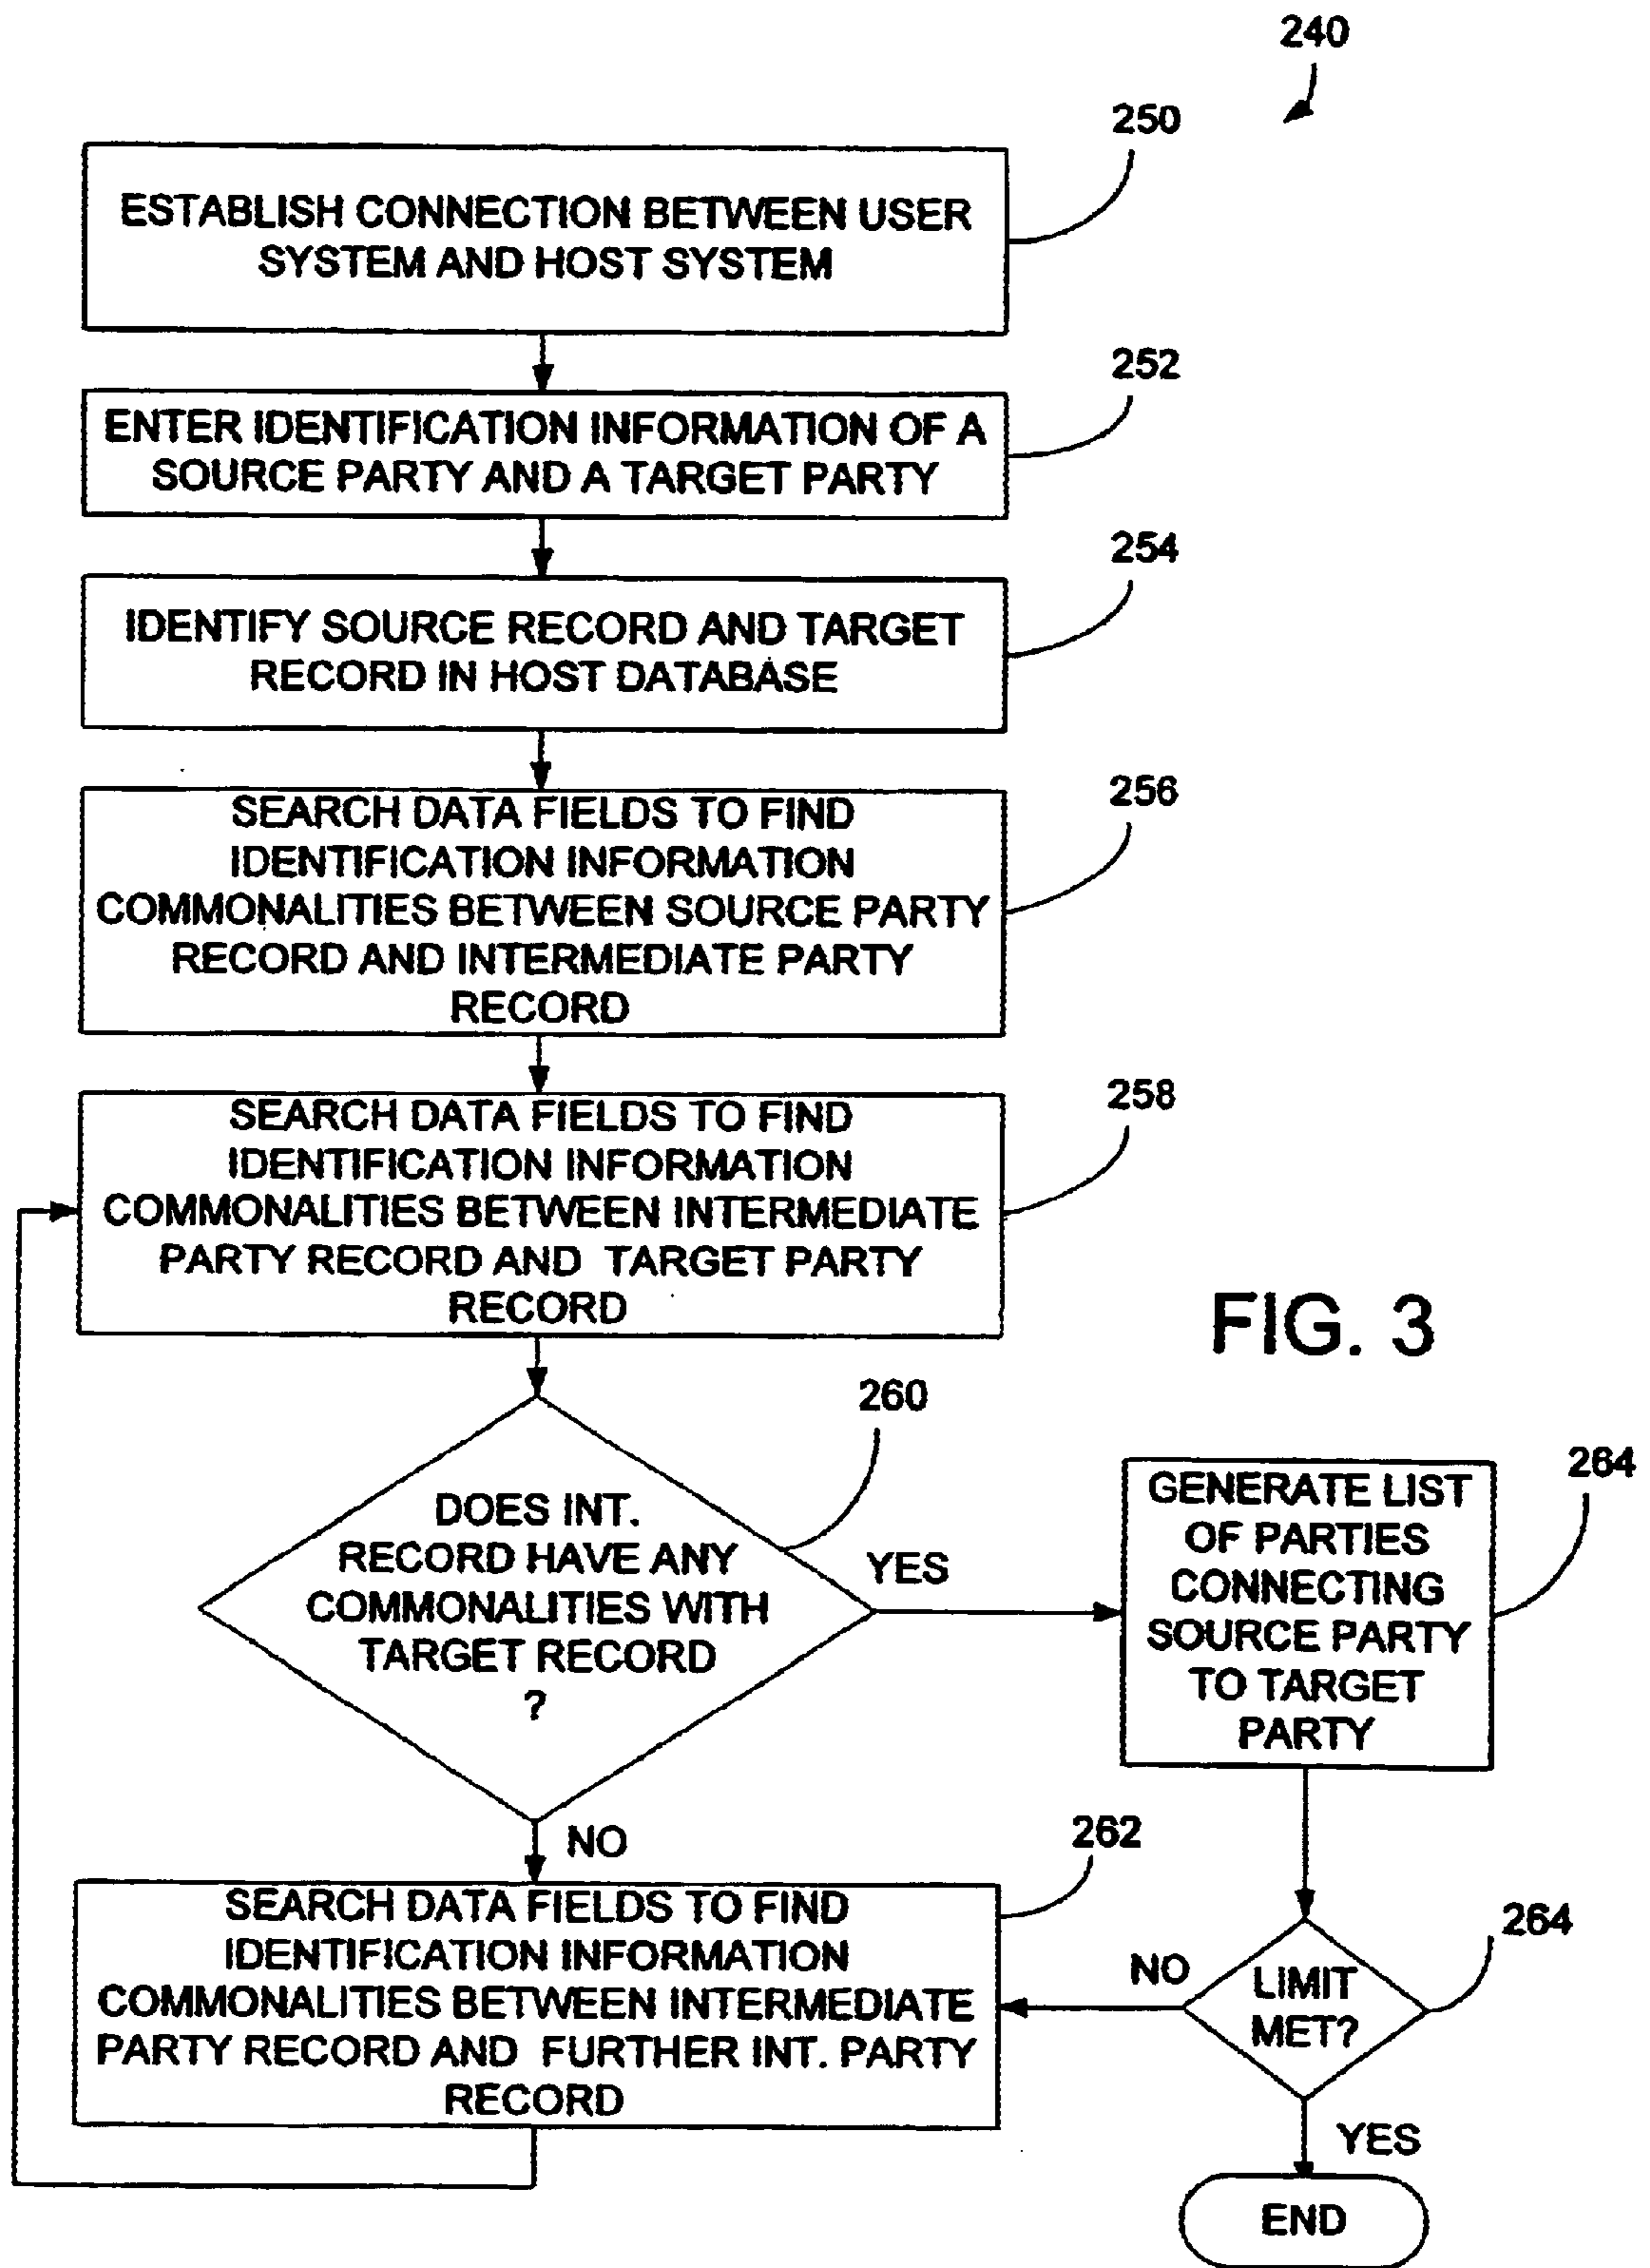 240
250
ESTABLISH CONNECTION BETWEEN USER
SYSTEM AND HOST SYSTEM
252
ENTER IDENTIFICATION INFORMATION OF A
SOURCE PARTY AND A TARGET PARTY
254
IDENTIFY SOURCE RECORD AND TARGET
RECORD IN HOST DATABASE
256
SEARCH DATA FIELDS TO FIND
IDENTIFICATION INFORMATION
COMMONALITIES BETWEEN SOURCE PARTY
RECORD AND INTERMEDIATE PARTY
RECORD
258
SEARCH DATA FIELDS TO FIND
IDENTIFICATION INFORMATION
COMMONALITIES BETWEEN INTERMEDIATE
PARTY RECORD AND TARGET PARTY
RECORD
FIG. 3
260
DOES INT.
RECORD HAVE ANY
COMMONALITIES WITH
TARGET RECORD
?
YES
264
GENERATE LIST
OF PARTIES
CONNECTING
SOURCE PARTY
TO TARGET
PARTY
NO
262
SEARCH DATA FIELDS TO FIND
IDENTIFICATION INFORMATION
COMMONALITIES BETWEEN INTERMEDIATE
PARTY RECORD AND FURTHER INT. PARTY
RECORD
NO
264
LIMIT
MET?
YES
END